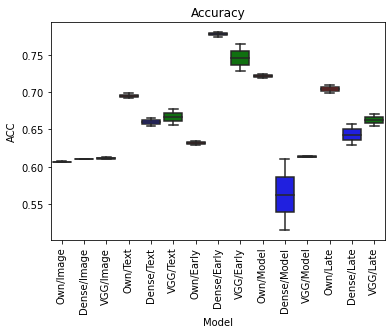 Accuracy
ACC
0.75
0.70
0.65
0.60
0.55
Own/Image
Dense/Image
VGG/Image
Own/Text
Dense/Text
VGG/Text
Own/Early
Dense/Early
VGG/Early
Own/Model
Dense/Model
VGG/Model
Own/Late
Dense/Late
VGG/Late
Model